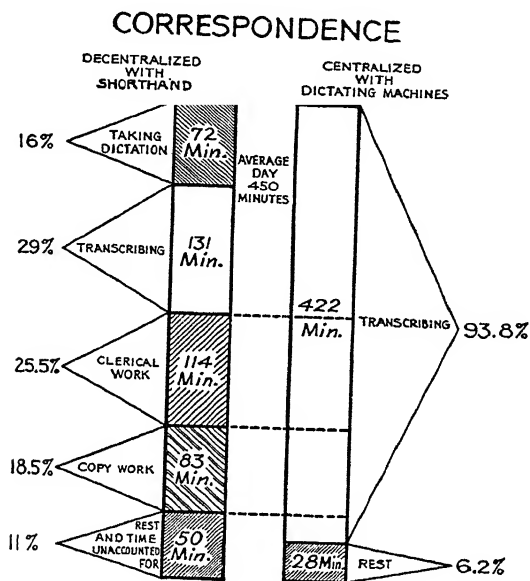 CORRESPONDENCE
DECENTRALIZED
WITH
SHORTHAND
CENTRALIZED
WITH
DICTATING MACHINES
16%
TAKING
DICTATION
72
Min.
AVERAGE
DAY
450
MINUTES
29%
TRANSCRIBING
131
Min.
422
Min.
TRANSCRIBING
93.8%
25.5%
CLERICAL
WORK
114
Min.
18.5%
COPY WORK
83
Min.
11%
REST
AND TIME
UNACCOUNTED
FOR
50
Min.
28 Min.
REST
6.2%